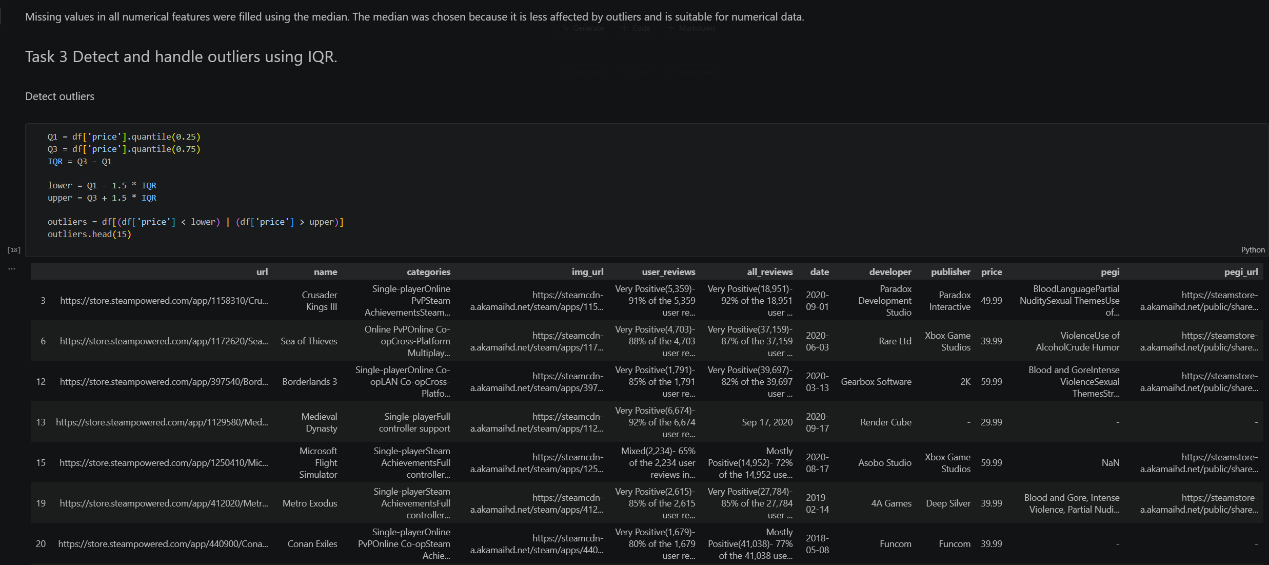 Missing values in all numerical features were filled using the median. The median was chosen because it is less affected by outliers and is suitable for numerical data.
Task 3 Detect and handle outliers using IQR.
Detect outliers
Q1 = df['price'].quantile(0.25)
Q3 = df['price'].quantile(0.75)
IQR = Q3 - Q1
lower = Q1 - 1.5 * IQR
upper = Q3 + 1.5 * IQR
outliers = df[(df['price'] < lower) | (df['price'] > upper)]
outliers.head(15)
[18]
Python
...
url name categories img_url user_reviews all_reviews date developer publisher price pegi pegi_url
3 https://store.steampowered.com/app/1158310/Cru... Crusader Kings III Single-playerOnline PvPSteam AchievementsSteam... https://steamcdn-a.akamaihd.net/steam/apps/115... Very Positive(5,359)- 91% of the 5,359 user re... Very Positive(18,951)- 92% of the 18,951 user ... 2020-09-01 Paradox Development Studio Paradox Interactive 49.99 BloodLanguagePartial NuditySexual ThemesUse of... https://steamstore-a.akamaihd.net/public/share...
6 https://store.steampowered.com/app/1172620/Sea... Sea of Thieves Online PvPOnline Co-opCross-Platform Multiplay... https://steamcdn-a.akamaihd.net/steam/apps/117... Very Positive(4,703)- 88% of the 4,703 user re... Very Positive(37,159)- 87% of the 37,159 user ... 2020-06-03 Rare Ltd Xbox Game Studios 39.99 ViolenceUse of AlcoholCrude Humor https://steamstore-a.akamaihd.net/public/share...
12 https://store.steampowered.com/app/397540/Bord... Borderlands 3 Single-playerOnline Co-opLAN Co-opCross-Platfo... https://steamcdn-a.akamaihd.net/steam/apps/397... Very Positive(1,791)- 85% of the 1,791 user re... Very Positive(39,697)- 82% of the 39,697 user ... 2020-03-13 Gearbox Software 2K 59.99 Blood and GoreIntense ViolenceSexual ThemesStr... https://steamstore-a.akamaihd.net/public/share...
13 https://store.steampowered.com/app/1129580/Med... Medieval Dynasty Single-playerFull controller support https://steamcdn-a.akamaihd.net/steam/apps/112... Very Positive(6,674)- 92% of the 6,674 user re... Sep 17, 2020 2020-09-17 Render Cube - 29.99 - -
15 https://store.steampowered.com/app/1250410/Mic... Microsoft Flight Simulator Single-playerSteam AchievementsFull controller... https://steamcdn-a.akamaihd.net/steam/apps/125... Mixed(2,234)- 65% of the 2,234 user reviews in... Mostly Positive(14,952)- 72% of the 14,952 use... 2020-08-17 Asobo Studio Xbox Game Studios 59.99 NaN https://steamstore-a.akamaihd.net/public/share...
19 https://store.steampowered.com/app/412020/Metr... Metro Exodus Single-playerSteam AchievementsFull controller... https://steamcdn-a.akamaihd.net/steam/apps/412... Very Positive(2,615)- 85% of the 2,615 user re... Very Positive(27,784)- 85% of the 27,784 user ... 2019-02-14 4A Games Deep Silver 39.99 Blood and Gore, Intense Violence, Partial Nudi... https://steamstore-a.akamaihd.net/public/share...
20 https://store.steampowered.com/app/440900/Cona... Conan Exiles Single-playerOnline PvPOnline Co-opSteam Achie... https://steamcdn-a.akamaihd.net/steam/apps/440... Very Positive(1,679)- 80% of the 1,679 user re... Mostly Positive(41,038)- 77% of the 41,038 use... 2018-05-08 Funcom Funcom 39.99 - -